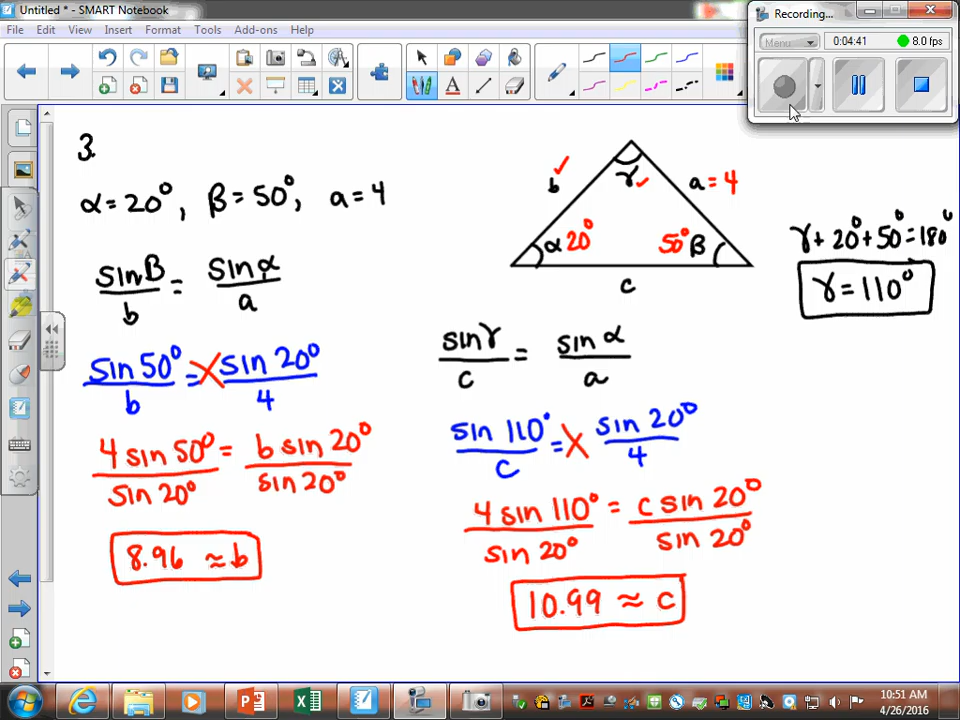 Untitled * - SMART Notebook
File Edit View Insert Format Tools Add-ons Help
Recording...
Menu
0:04:41
8.0 fps
3.
α = 20°, β = 50°, a = 4
b
γ
a = 4
α 20°
50° β
c
γ + 20° + 50° = 180°
γ = 110°
sin β / b = sin α / a
sin 50° / b = sin 20° / 4
4 sin 50° / sin 20° = b sin 20° / sin 20°
8.96 ≈ b
sin γ / c = sin α / a
sin 110° / c = sin 20° / 4
4 sin 110° / sin 20° = c sin 20° / sin 20°
10.99 ≈ c
10:51 AM
4/26/2016